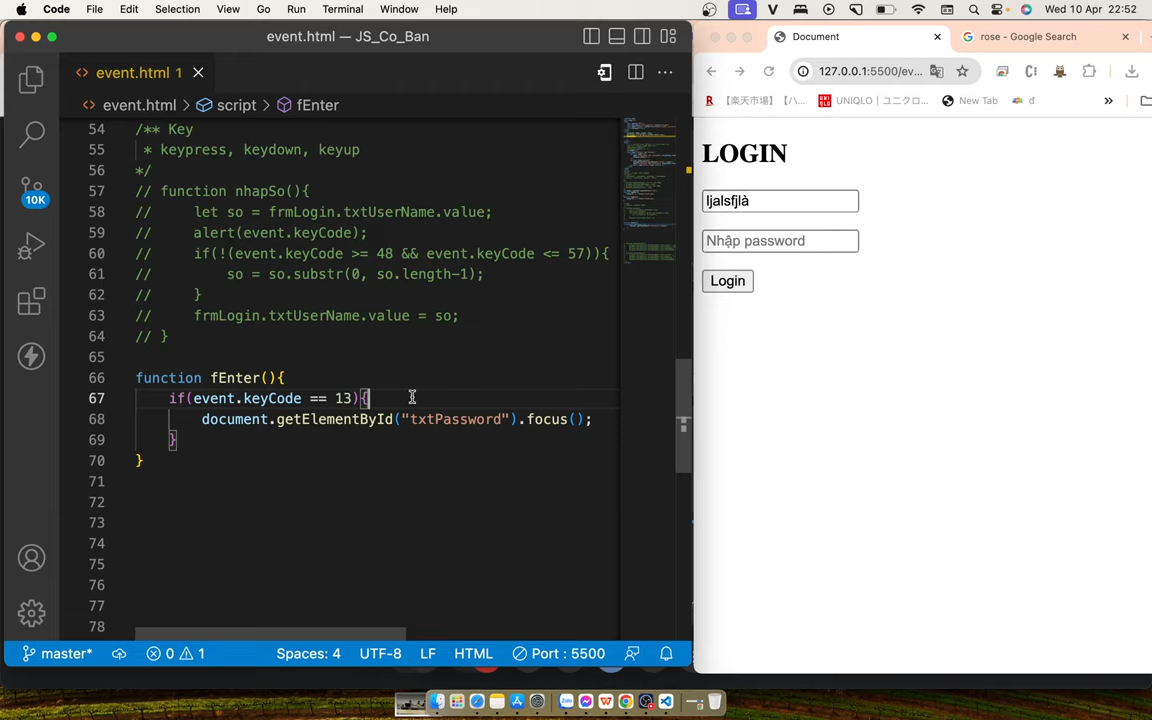 Code File Edit Selection View Go Run Terminal Window Help Wed 10 Apr 22:52
event.html — JS_Co_Ban
event.html 1
event.html > script > fEnter
54 /** Key
55 * keypress, keydown, keyup
56 */
57 // function nhapSo(){
58 // let so = frmLogin.txtUserName.value;
59 // alert(event.keyCode);
60 // if(!(event.keyCode >= 48 && event.keyCode <= 57)){
61 // so = so.substr(0, so.length-1);
62 // }
63 // frmLogin.txtUserName.value = so;
64 // }
65
66 function fEnter(){
67 if(event.keyCode == 13){
68 document.getElementById("txtPassword").focus();
69 }
70 }
71
72
73
74
75
76
77
78
10K
master* 0 1 Spaces: 4 UTF-8 LF HTML Port : 5500
Document
rose - Google Search
127.0.0.1:5500/ev...
【楽天市場】【ハ... UNIQLO | ユニクロ... New Tab đ
LOGIN
ljalsfjlà
Nhập password
Login